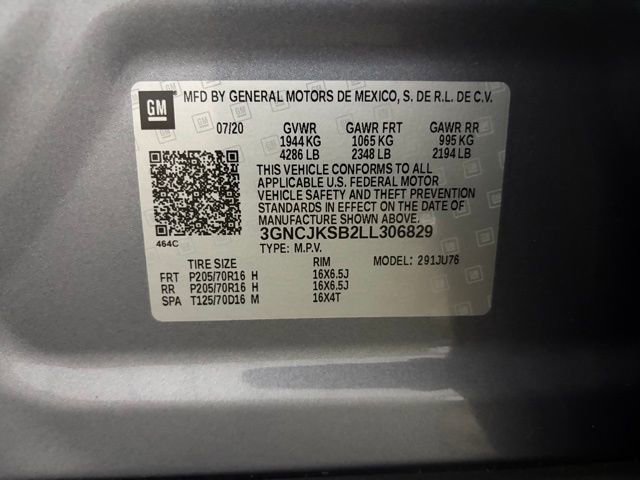 GM
MFD BY GENERAL MOTORS DE MEXICO, S. DE R.L. DE C.V.
07/20 GVWR GAWR FRT GAWR RR
1944 KG 1065 KG 995 KG
4286 LB 2348 LB 2194 LB
THIS VEHICLE CONFORMS TO ALL
APPLICABLE U.S. FEDERAL MOTOR
VEHICLE SAFETY AND THEFT PREVENTION
STANDARDS IN EFFECT ON THE DATE OF
MANUFACTURE SHOWN ABOVE.
464C
3GNCJKSB2LL306829
TYPE: M.P.V. MODEL: 291JU76
TIRE SIZE RIM
FRT P205/70R16 H 16X6.5J
RR P205/70R16 H 16X6.5J
SPA T125/70D16 M 16X4T